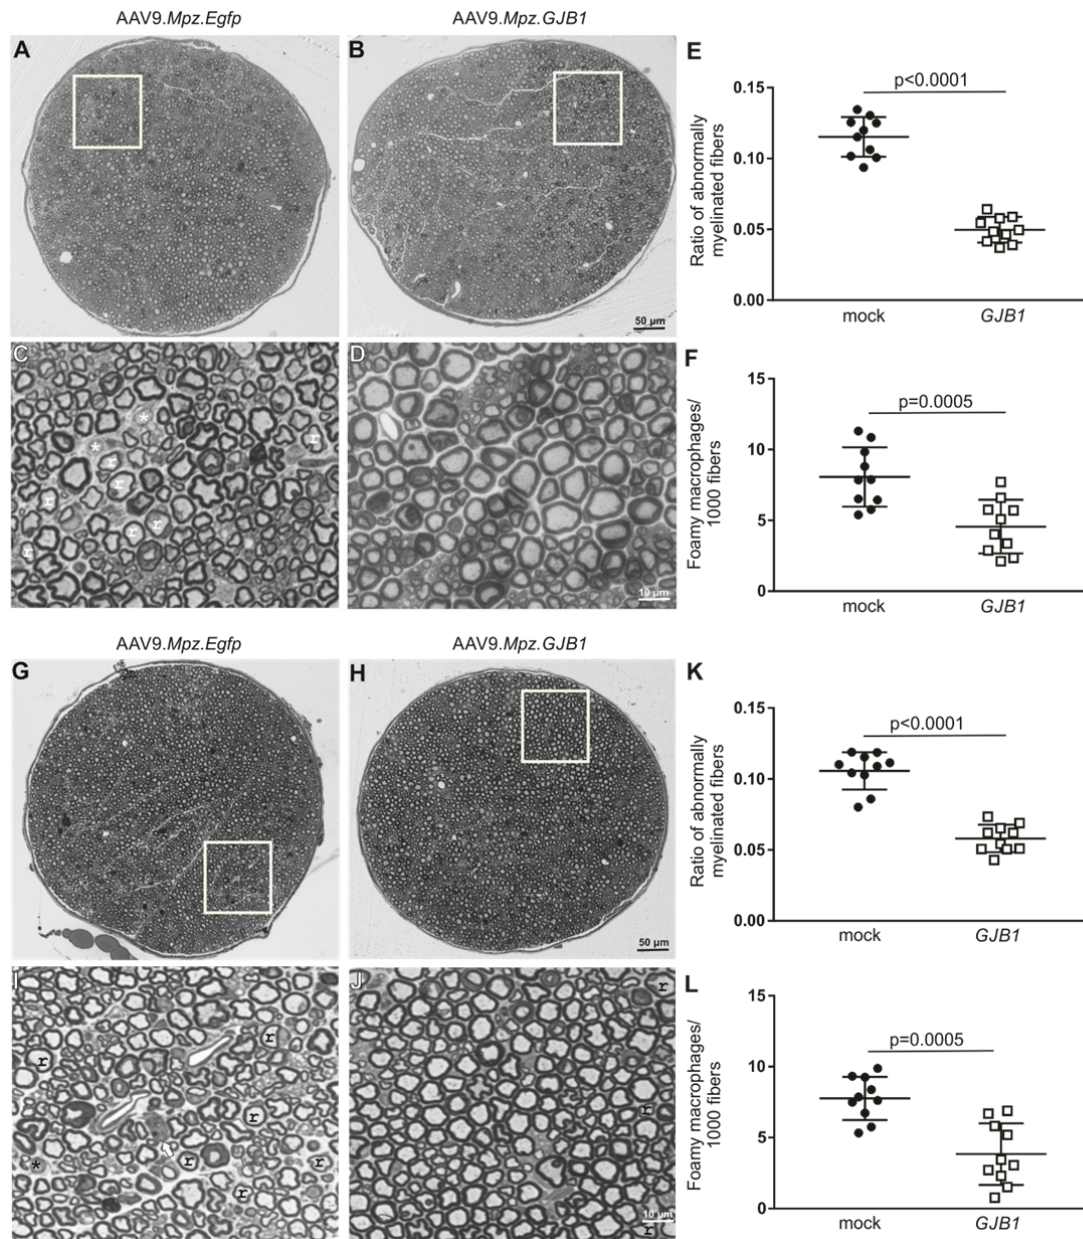 AAV9.Mpz.Egfp
AAV9.Mpz.GJB1
A
B
50 µm
C
*
*
r
r
r
r
r
r
r
D
10 µm
E
p<0.0001
0.15
0.10
0.05
0.00
Ratio of abnormally
myelinated fibers
mock
GJB1
F
p=0.0005
15
10
5
0
Foamy macrophages/
1000 fibers
mock
GJB1
AAV9.Mpz.Egfp
AAV9.Mpz.GJB1
G
H
50 µm
I
r
r
r
r
r
r
*
J
r
r
r
10 µm
K
p<0.0001
0.15
0.10
0.05
0.00
Ratio of abnormally
myelinated fibers
mock
GJB1
L
p=0.0005
15
10
5
0
Foamy macrophages/
1000 fibers
mock
GJB1